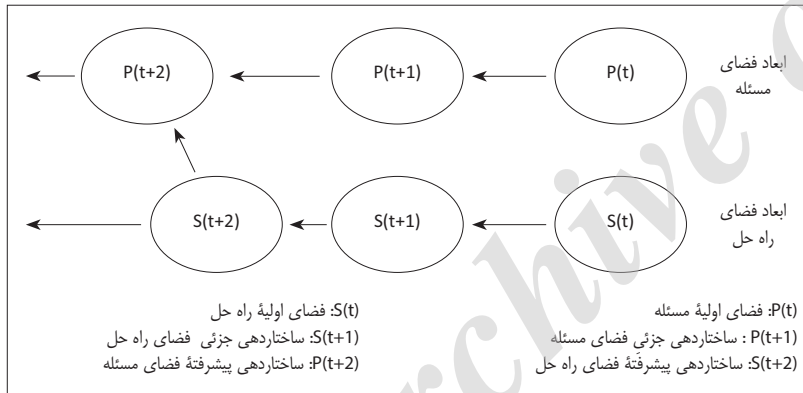 ابعاد فضای
مسئله
P(t)
P(t+1)
P(t+2)
ابعاد فضای
راه حل
S(t)
S(t+1)
S(t+2)
P(t): فضای اولیهٔ مسئله
P(t+1) : ساختاردهی جزئیِ فضای مسئله
S(t+2): ساختاردهی پیشرفتَهٔ فضای راه حل
S(t): فضای اولیهٔ راه حل
S(t+1): ساختاردهی جزئی فضای راه حل
P(t+2): ساختاردهی پیشرفتهٔ فضای مسئله